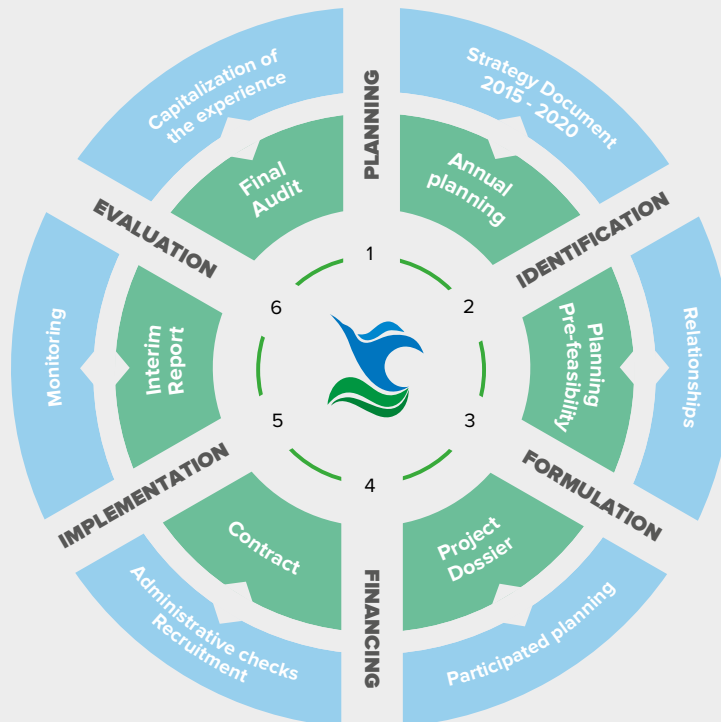 PLANNING
Strategy Document
2015 - 2020
Annual
planning
IDENTIFICATION
Relationships
Planning
Pre-feasibility
FORMULATION
Participated planning
Project
Dossier
FINANCING
Administrative checks
Recruitment
Contract
IMPLEMENTATION
Monitoring
Interim
Report
EVALUATION
Capitalization of
the experience
Final
Audit
1
2
3
4
5
6